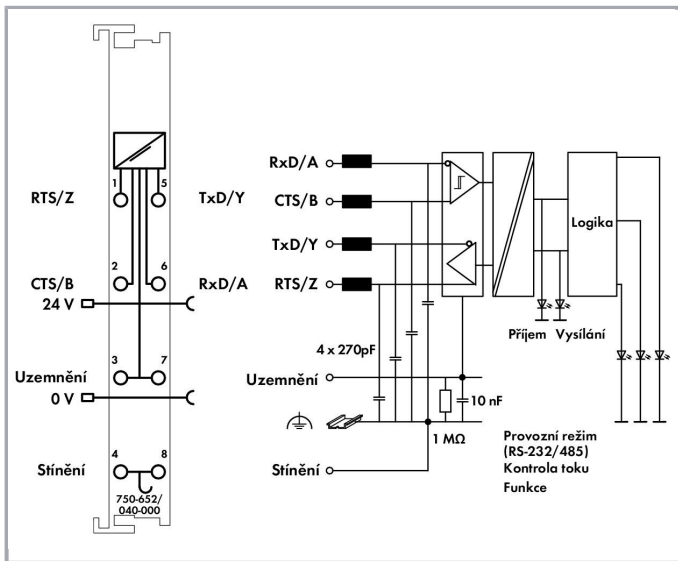 1 5
RTS/Z TxD/Y
2 6
CTS/B RxD/A
24 V
3 7
Uzemnění
0 V
4 8
Stínění
750-652/
040-000
RxD/A
CTS/B
TxD/Y
RTS/Z
Logika
Příjem Vysílání
4 x 270pF
Uzemnění
10 nF
1 MΩ
Stínění
Provozní režim
(RS-232/485)
Kontrola toku
Funkce